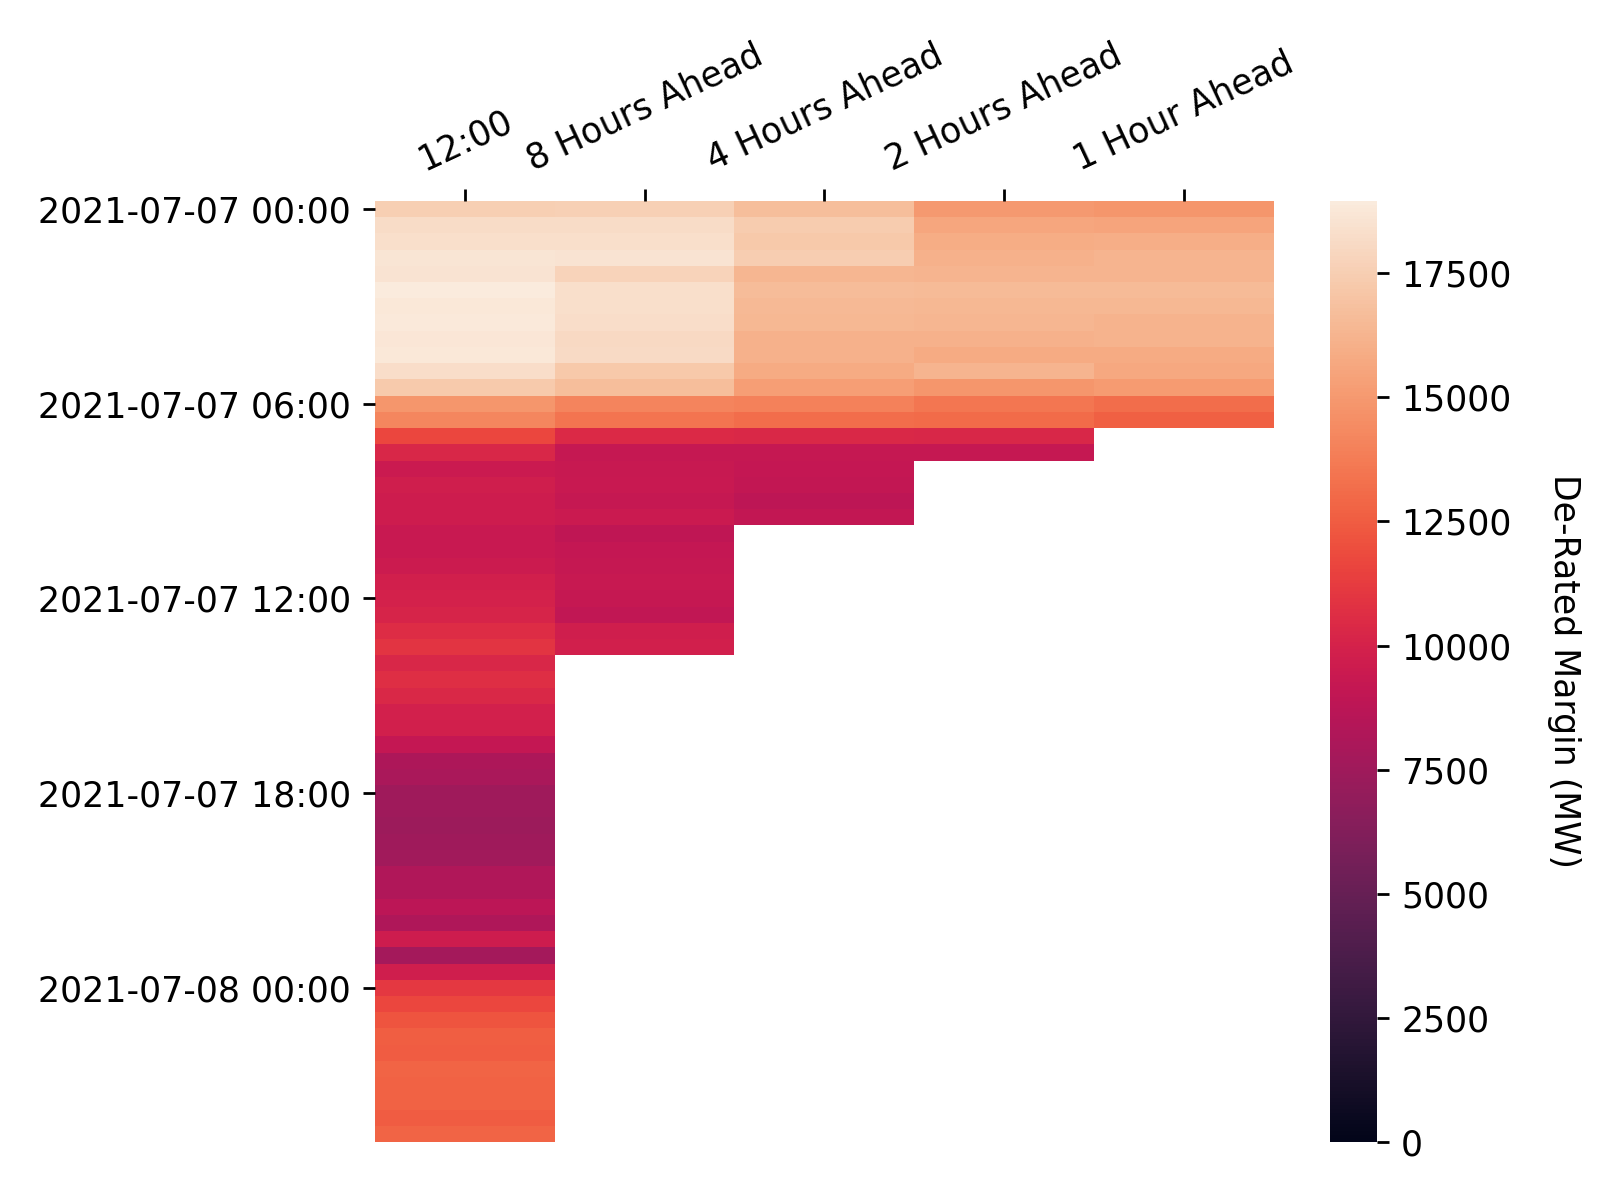 12:00
8 Hours Ahead
4 Hours Ahead
2 Hours Ahead
1 Hour Ahead
2021-07-07 00:00
2021-07-07 06:00
2021-07-07 12:00
2021-07-07 18:00
2021-07-08 00:00
17500
15000
12500
10000
7500
5000
2500
0
De-Rated Margin (MW)